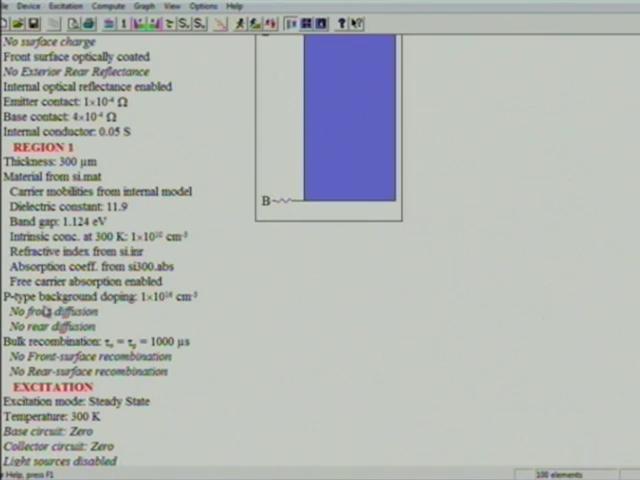 Device Excitation Compute Graph View Options Help
No surface charge
Front surface optically coated
No Exterior Rear Reflectance
Internal optical reflectance enabled
Emitter contact: 1×10⁻⁴ Ω
Base contact: 4×10⁻⁴ Ω
Internal conductor: 0.05 S
REGION 1
Thickness: 300 µm
Material from si.mat
Carrier mobilities from internal model
Dielectric constant: 11.9
Band gap: 1.124 eV
Intrinsic conc. at 300 K: 1×10¹⁰ cm⁻³
Refractive index from si.inr
Absorption coeff. from si300.abs
Free carrier absorption enabled
P-type background doping: 1×10¹⁶ cm⁻³
No front diffusion
No rear diffusion
Bulk recombination: τₙ = τₚ = 1000 µs
No Front-surface recombination
No Rear-surface recombination
EXCITATION
Excitation mode: Steady State
Temperature: 300 K
Base circuit: Zero
Collector circuit: Zero
Light sources disabled
B
Help, press F1
100 elements